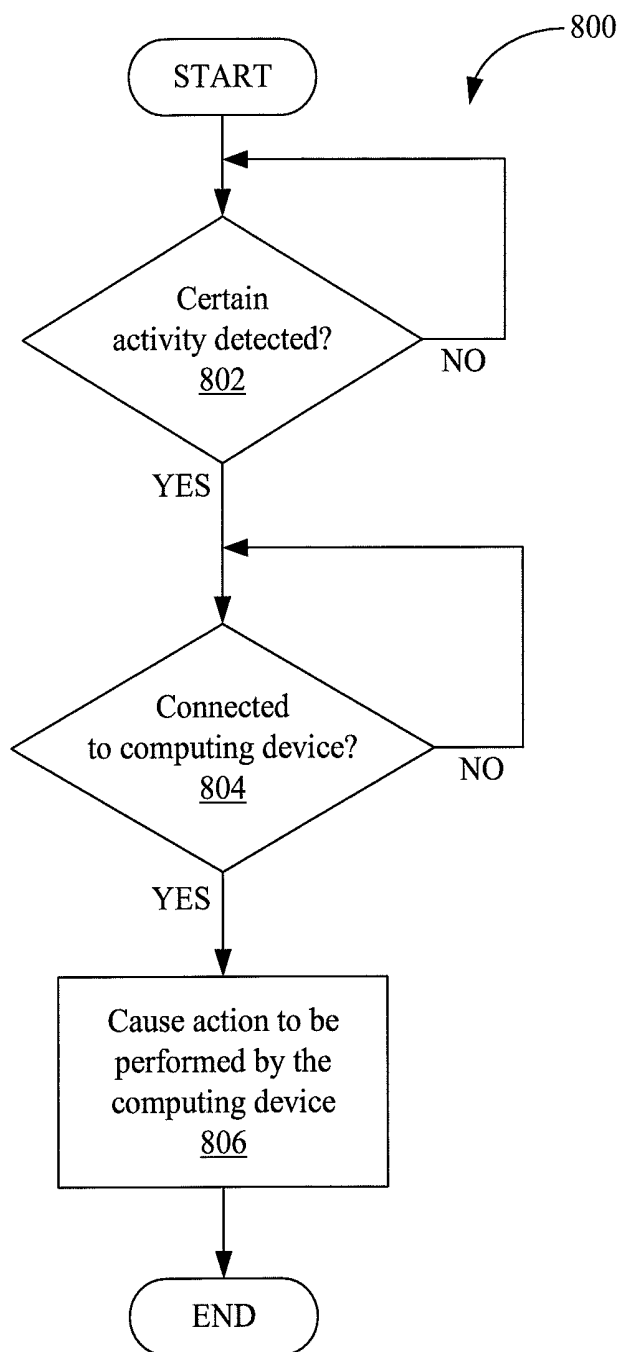 800
START
Certain
activity detected?
802
NO
YES
Connected
to computing device?
804
NO
YES
Cause action to be
performed by the
computing device
806
END